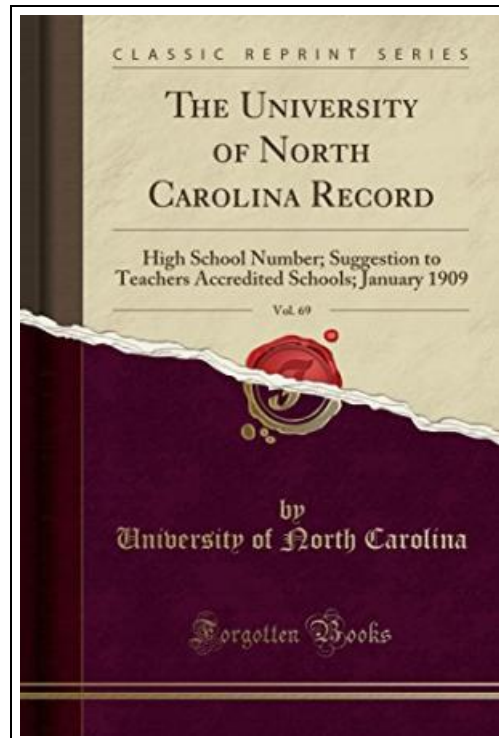 CLASSIC REPRINT SERIES
THE UNIVERSITY
OF NORTH
CAROLINA RECORD
High School Number; Suggestion to
Teachers Accredited Schools; January 1909
Vol. 69
by
University of North Carolina
Forgotten Books